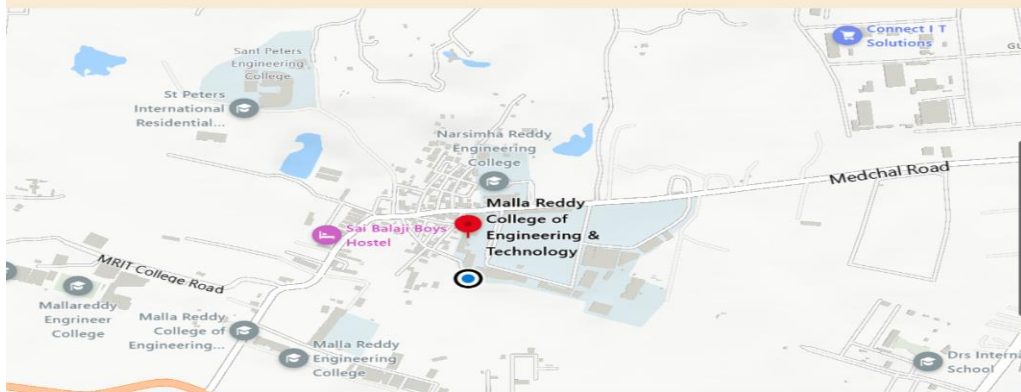 Connect I T
Solutions
GU
Sant Peters
Engineering
College
St Peters
International
Residential...
Narsimha Reddy
Engineering
College
Medchal Road
Malla Reddy
College of
Engineering &
Technology
Sai Balaji Boys
Hostel
MRIT College Road
Mallareddy
Engrineer
College
Malla Reddy
College of
Engineering...
Malla Reddy
Engineering
College
Drs Interna
School